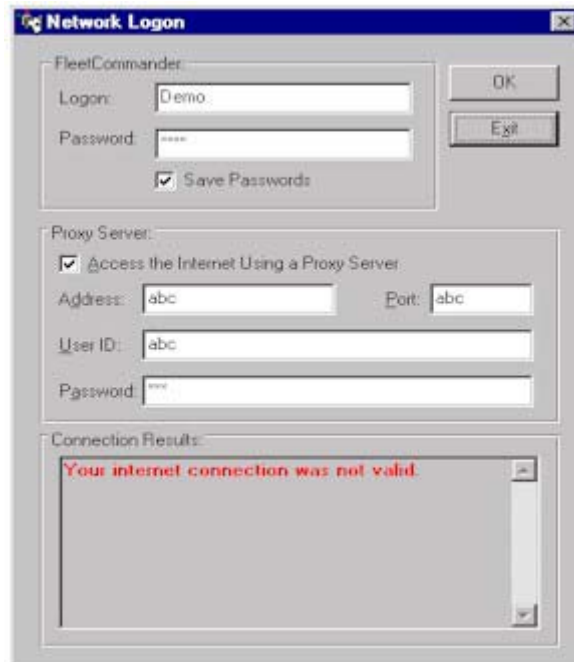 Network Logon
FleetCommander:
OK
Logon: Demo
Exit
Password: ****
Save Passwords
Proxy Server:
Access the Internet Using a Proxy Server
Address: abc Port: abc
User ID: abc
Password: ***
Connection Results:
Your internet connection was not valid.